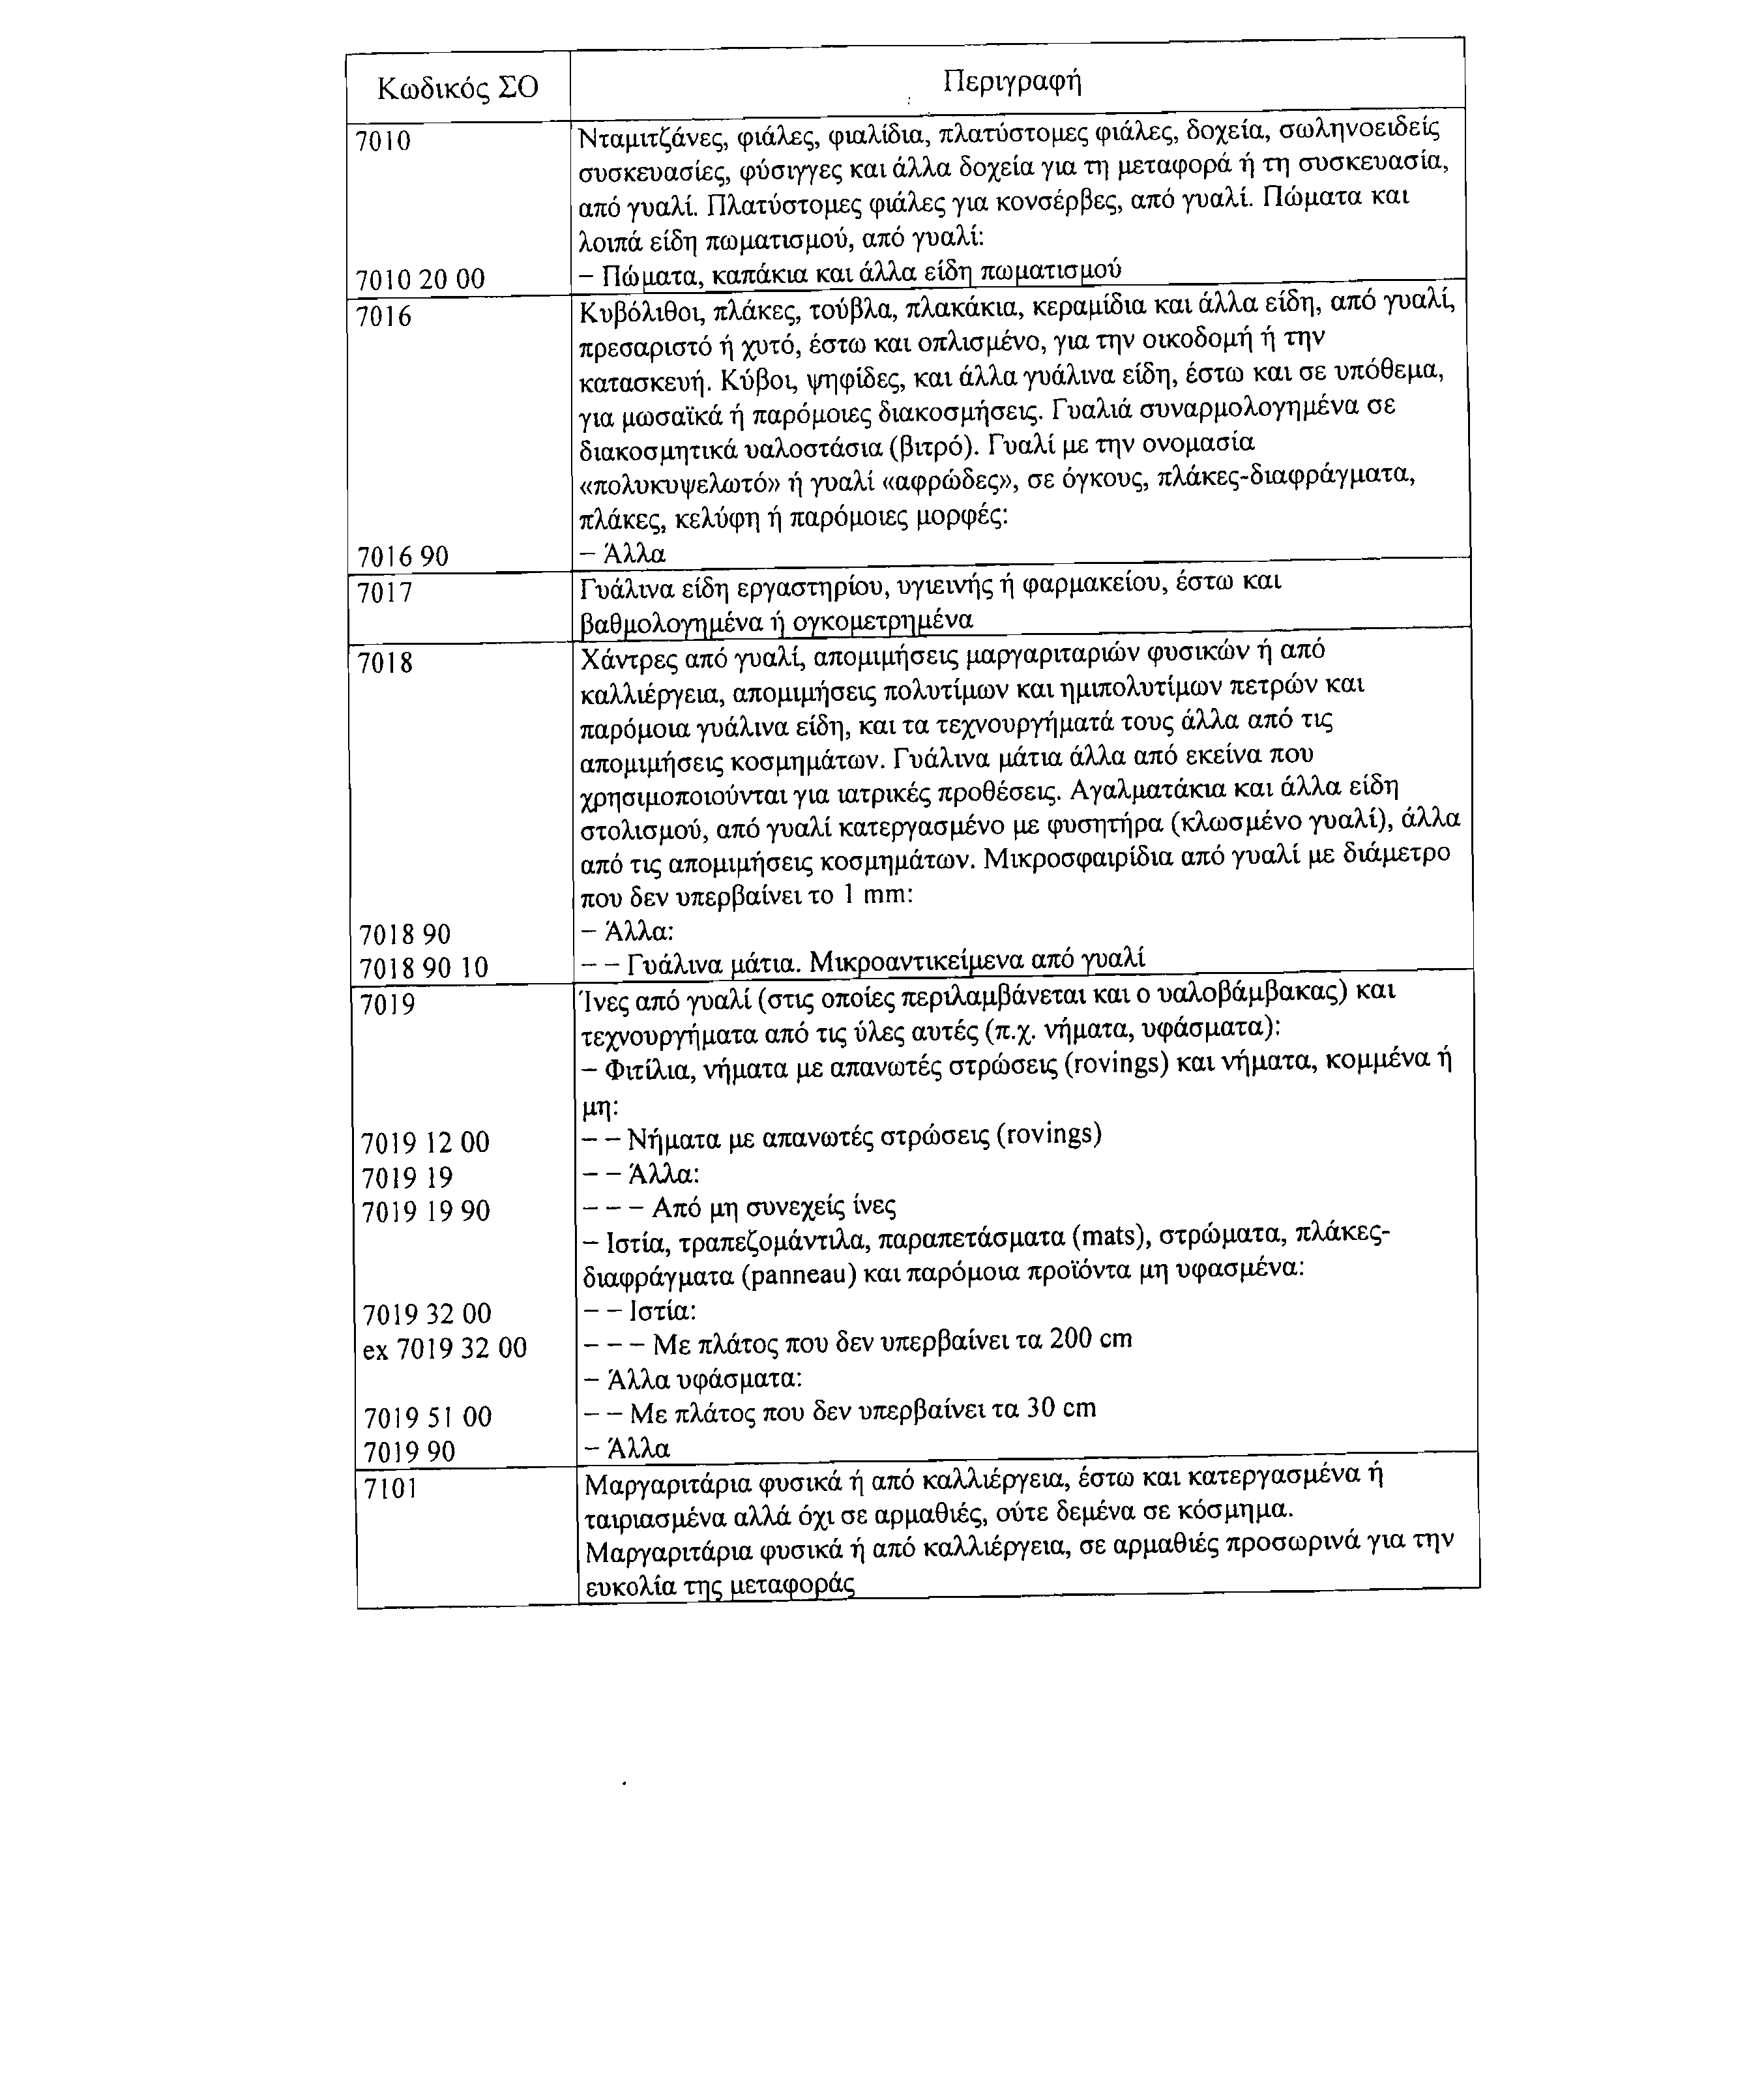 Κωδικός ΣΟ Περιγραφή
7010 Νταμιτζάνες, φιάλες, φιαλίδια, πλατύστομες φιάλες, δοχεία, σωληνοειδείς
συσκευασίες, φύσιγγες και άλλα δοχεία για τη μεταφορά ή τη συσκευασία,
από γυαλί. Πλατύστομες φιάλες για κονσέρβες, από γυαλί. Πώματα και
λοιπά είδη πωματισμού, από γυαλί:
7010 20 00 – Πώματα, καπάκια και άλλα είδη πωματισμού
7016 Κυβόλιθοι, πλάκες, τούβλα, πλακάκια, κεραμίδια και άλλα είδη, από γυαλί,
πρεσαριστό ή χυτό, έστω και οπλισμένο, για την οικοδομή ή την
κατασκευή. Κύβοι, ψηφίδες, και άλλα γυάλινα είδη, έστω και σε υπόθεμα,
για μωσαϊκά ή παρόμοιες διακοσμήσεις. Γυαλιά συναρμολογημένα σε
διακοσμητικά υαλοστάσια (βιτρό). Γυαλί με την ονομασία
«πολυκυψελωτό» ή γυαλί «αφρώδες», σε όγκους, πλάκες-διαφράγματα,
πλάκες, κελύφη ή παρόμοιες μορφές:
7016 90 – Άλλα
7017 Γυάλινα είδη εργαστηρίου, υγιεινής ή φαρμακείου, έστω και
βαθμολογημένα ή ογκομετρημένα
7018 Χάντρες από γυαλί, απομιμήσεις μαργαριταριών φυσικών ή από
καλλιέργεια, απομιμήσεις πολυτίμων και ημιπολυτίμων πετρών και
παρόμοια γυάλινα είδη, και τα τεχνουργήματά τους άλλα από τις
απομιμήσεις κοσμημάτων. Γυάλινα μάτια άλλα από εκείνα που
χρησιμοποιούνται για ιατρικές προθέσεις. Αγαλματάκια και άλλα είδη
στολισμού, από γυαλί κατεργασμένο με φυσητήρα (κλωσμένο γυαλί), άλλα
από τις απομιμήσεις κοσμημάτων. Μικροσφαιρίδια από γυαλί με διάμετρο
που δεν υπερβαίνει το 1 mm:
7018 90 – Άλλα:
7018 90 10 – – Γυάλινα μάτια. Μικροαντικείμενα από γυαλί
7019 Ίνες από γυαλί (στις οποίες περιλαμβάνεται και ο υαλοβάμβακας) και
τεχνουργήματα από τις ύλες αυτές (π.χ. νήματα, υφάσματα):
– Φιτίλια, νήματα με απανωτές στρώσεις (rovings) και νήματα, κομμένα ή
μη:
7019 12 00 – – Νήματα με απανωτές στρώσεις (rovings)
7019 19 – – Άλλα:
7019 19 90 – – – Από μη συνεχείς ίνες
– Ιστία, τραπεζομάντιλα, παραπετάσματα (mats), στρώματα, πλάκες-
διαφράγματα (panneau) και παρόμοια προϊόντα μη υφασμένα:
7019 32 00 – – Ιστία:
ex 7019 32 00 – – – Με πλάτος που δεν υπερβαίνει τα 200 cm
– Άλλα υφάσματα:
7019 51 00 – – Με πλάτος που δεν υπερβαίνει τα 30 cm
7019 90 – Άλλα
7101 Μαργαριτάρια φυσικά ή από καλλιέργεια, έστω και κατεργασμένα ή
ταιριασμένα αλλά όχι σε αρμαθιές, ούτε δεμένα σε κόσμημα.
Μαργαριτάρια φυσικά ή από καλλιέργεια, σε αρμαθιές προσωρινά για την
ευκολία της μεταφοράς